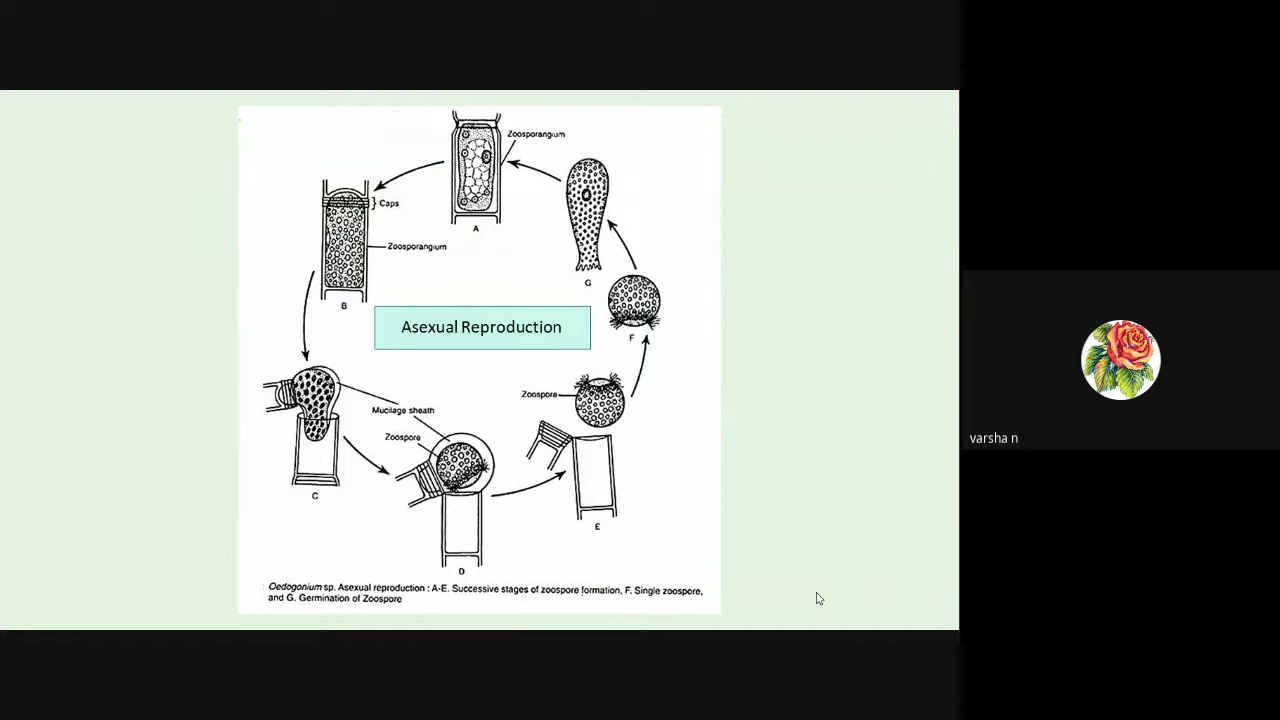 Zoosporangium
A
} Caps
Zoosporangium
B
G
Asexual Reproduction
F
Zoospore
Mucilage sheath
Zoospore
C
E
D
Oedogonium sp. Asexual reproduction : A-E. Successive stages of zoospore formation, F. Single zoospore,
and G. Germination of Zoospore
varsha n